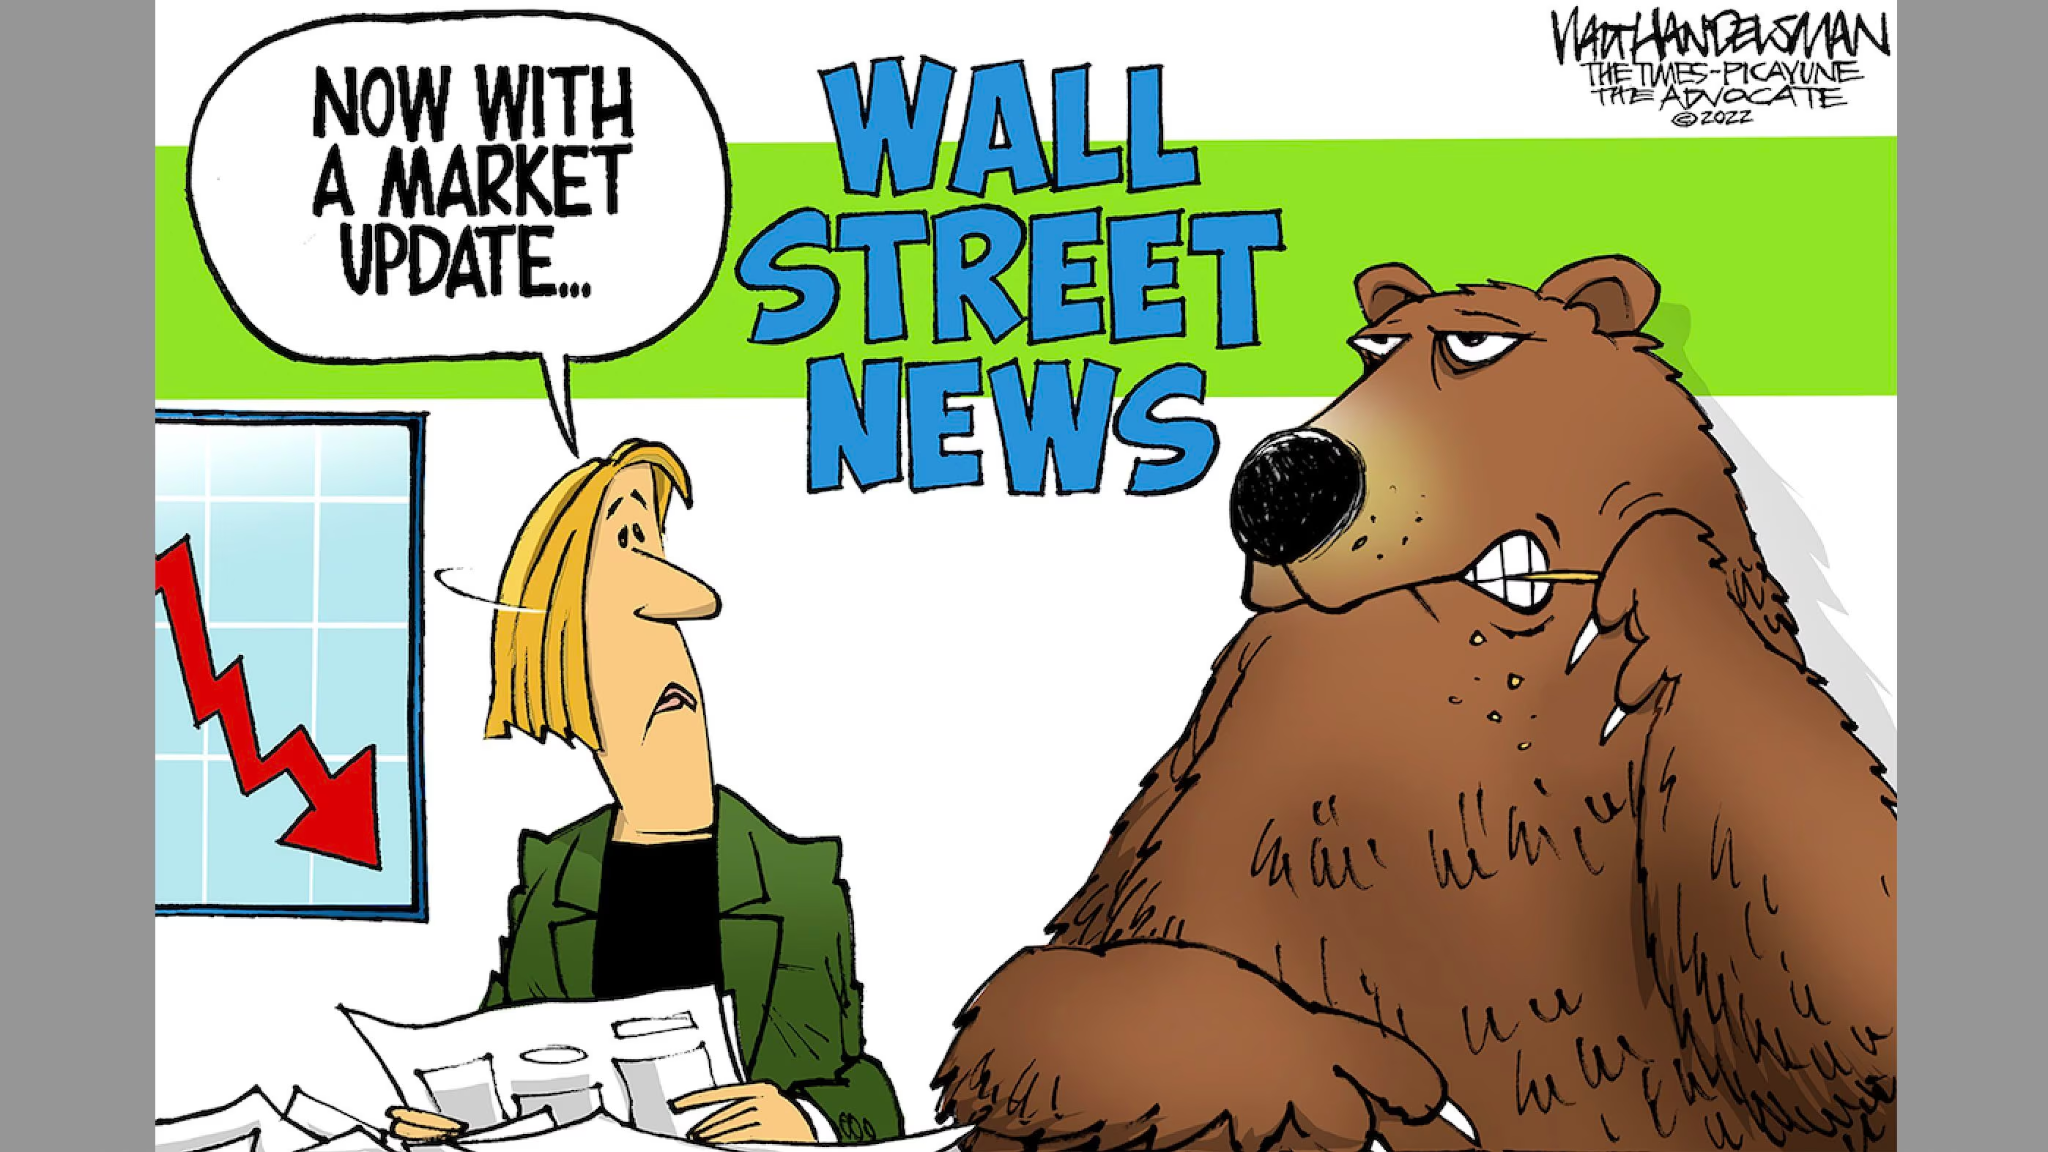 NOW WITH
A MARKET
UPDATE...
WALL
STREET
NEWS
WALT HANDELSMAN
THE TIMES-PICAYUNE
THE ADVOCATE
©2022